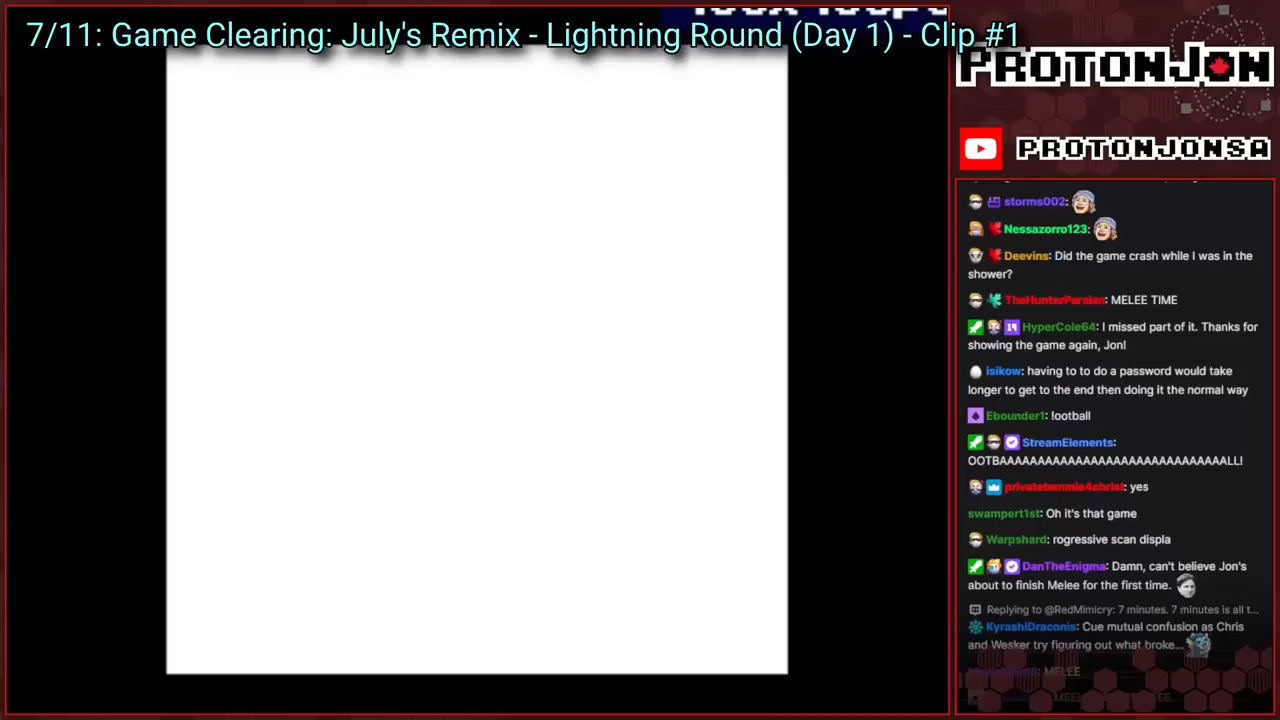 7/11: Game Clearing: July's Remix - Lightning Round (Day 1) - Clip #1
PROTONJON
PROTONJONSA
storms002:
Nessazorro123:
Deevins: Did the game crash while I was in the
shower?
TheHunterPersian: MELEE TIME
HyperCole64: I missed part of it. Thanks for
showing the game again, Jon!
isikow: having to to do a password would take
longer to get to the end then doing it the normal way
Ebounder1: !ootball
StreamElements:
OOTBAAAAAAAAAAAAAAAAAAAAAAAAAAAAAALL!
privatetommie4christ: yes
swampert1st: Oh it's that game
Warpshard: rogressive scan displa
DanTheEnigma: Damn, can't believe Jon's
about to finish Melee for the first time.
Replying to @RedMimicry: 7 minutes. 7 minutes is all t...
KyrashiDraconis: Cue mutual confusion as Chris
and Wesker try figuring out what broke...
MELEE